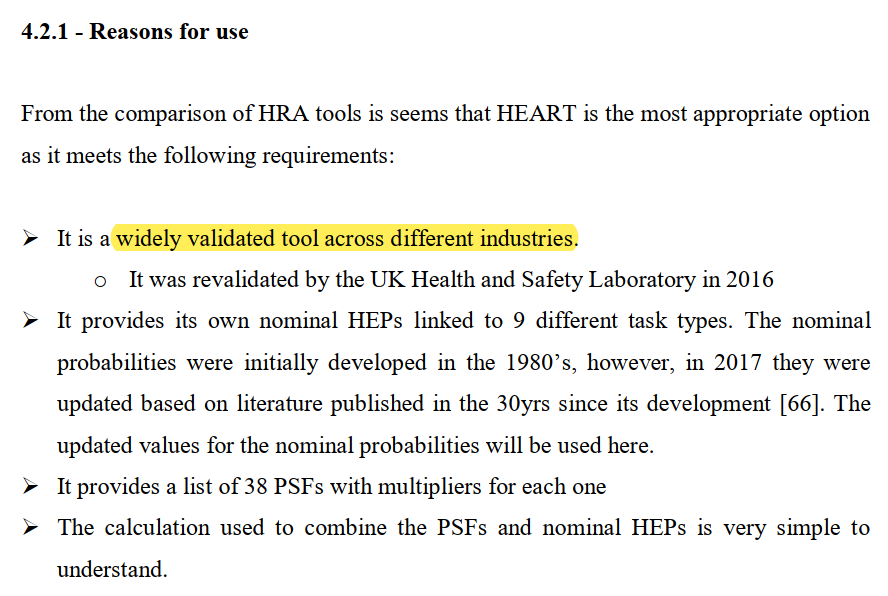 4.2.1 - Reasons for use
From the comparison of HRA tools is seems that HEART is the most appropriate option
as it meets the following requirements:
➢ It is a widely validated tool across different industries.
o It was revalidated by the UK Health and Safety Laboratory in 2016
➢ It provides its own nominal HEPs linked to 9 different task types. The nominal
probabilities were initially developed in the 1980’s, however, in 2017 they were
updated based on literature published in the 30yrs since its development [66]. The
updated values for the nominal probabilities will be used here.
➢ It provides a list of 38 PSFs with multipliers for each one
➢ The calculation used to combine the PSFs and nominal HEPs is very simple to
understand.